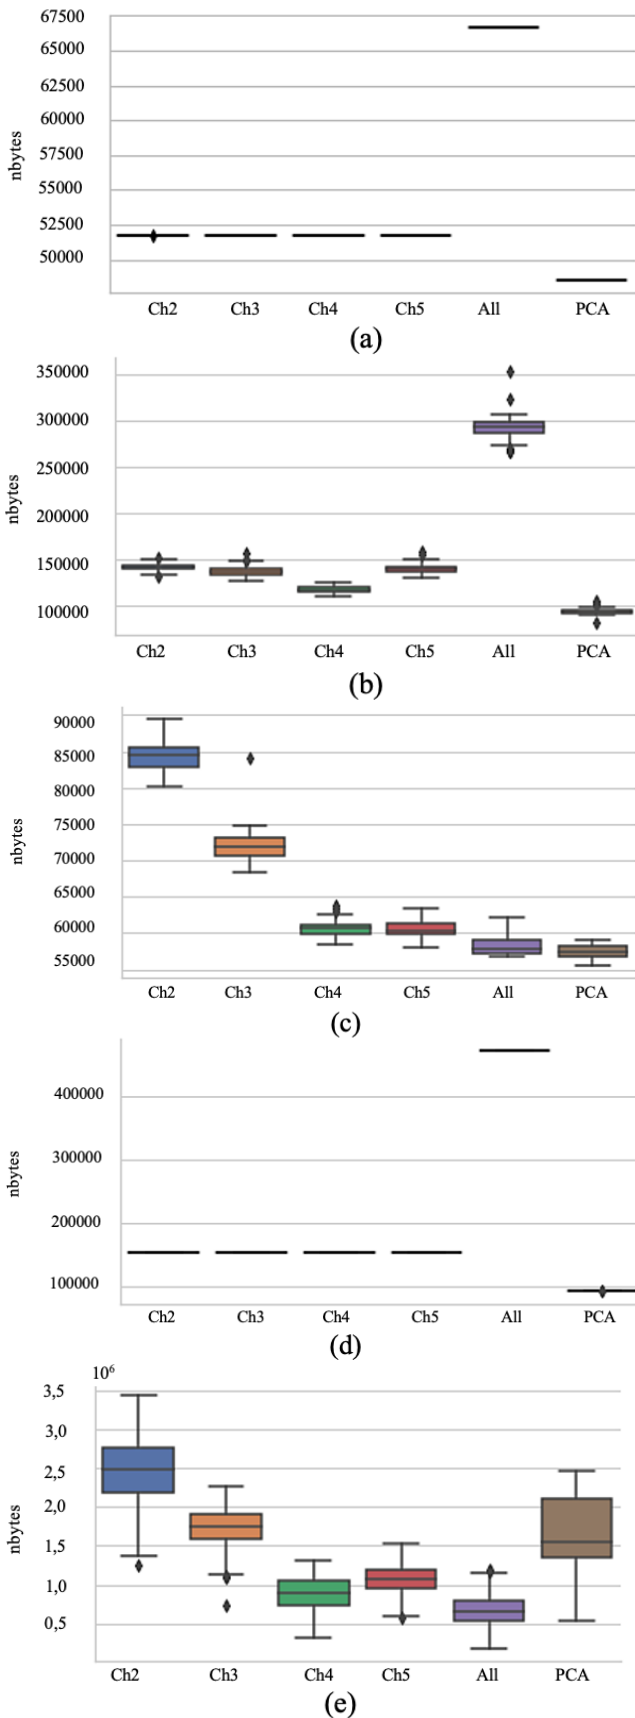 67500
65000
62500
60000
57500
55000
52500
50000
nbytes
Ch2 Ch3 Ch4 Ch5 All PCA
(a)
350000
300000
250000
200000
150000
100000
nbytes
Ch2 Ch3 Ch4 Ch5 All PCA
(b)
90000
85000
80000
75000
70000
65000
60000
55000
nbytes
Ch2 Ch3 Ch4 Ch5 All PCA
(c)
400000
300000
200000
100000
nbytes
Ch2 Ch3 Ch4 Ch5 All PCA
(d)
10⁶
3,5
3,0
2,5
2,0
1,5
1,0
0,5
nbytes
Ch2 Ch3 Ch4 Ch5 All PCA
(e)